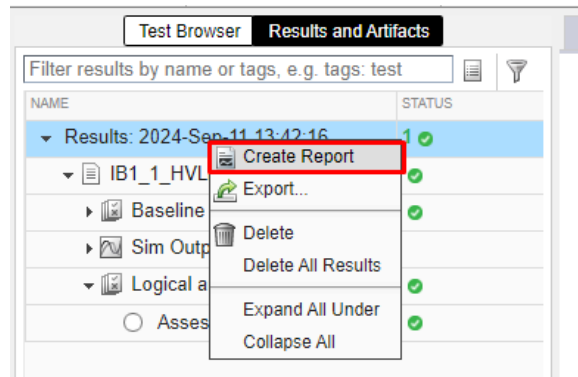 Test Browser Results and Artifacts
Filter results by name or tags, e.g. tags: test
NAME STATUS
Results: 2024-Sep-11 13:42:16 1
Create Report
IB1_1_HVL
Export...
Baseline
Delete
Sim Outp
Delete All Results
Logical a
Expand All Under
Asses
Collapse All